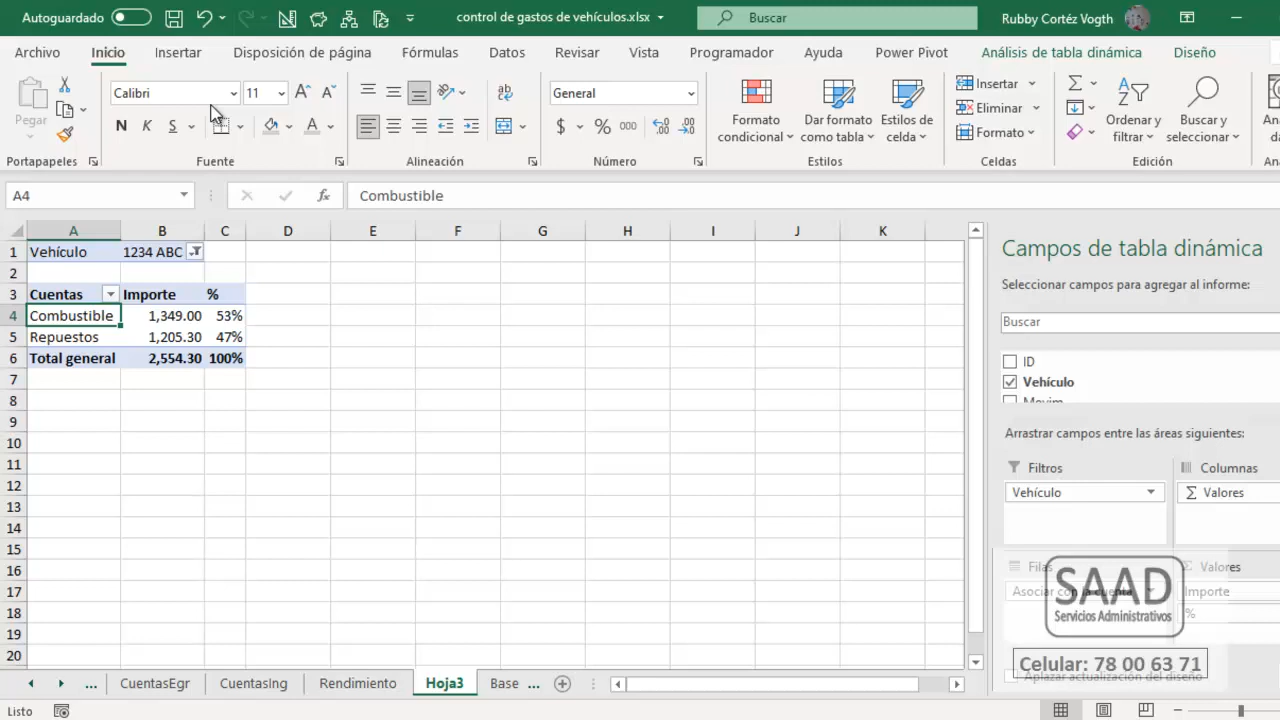 Autoguardado
control de gastos de vehículos.xlsx
Buscar
Rubby Cortéz Vogth
Archivo Inicio Insertar Disposición de página Fórmulas Datos Revisar Vista Programador Ayuda Power Pivot Análisis de tabla dinámica Diseño
Pegar
Portapapeles
Calibri 11
N K S
Fuente
ab
Alineación
General
$ % 000
Número
Formato condicional
Dar formato como tabla
Estilos de celda
Estilos
Insertar
Eliminar
Formato
Celdas
Ordenar y filtrar
Buscar y seleccionar
Edición
A4 fx Combustible
A B C D E F G H I J K
1 Vehículo 1234 ABC
2
3 Cuentas Importe %
4 Combustible 1,349.00 53%
5 Repuestos 1,205.30 47%
6 Total general 2,554.30 100%
7
8
9
10
11
12
13
14
15
16
17
18
19
20
Campos de tabla dinámica
Seleccionar campos para agregar al informe:
Buscar
ID
Vehículo
Arrastrar campos entre las áreas siguientes:
Filtros Columnas
Vehículo Σ Valores
Filas Σ Valores
Asociar con la cuenta Importe
%
SAAD
Servicios Administrativos
Celular: 78 00 63 71
Aplazar actualización del diseño
... CuentasEgr CuentasIng Rendimiento Hoja3 Base ...
Listo